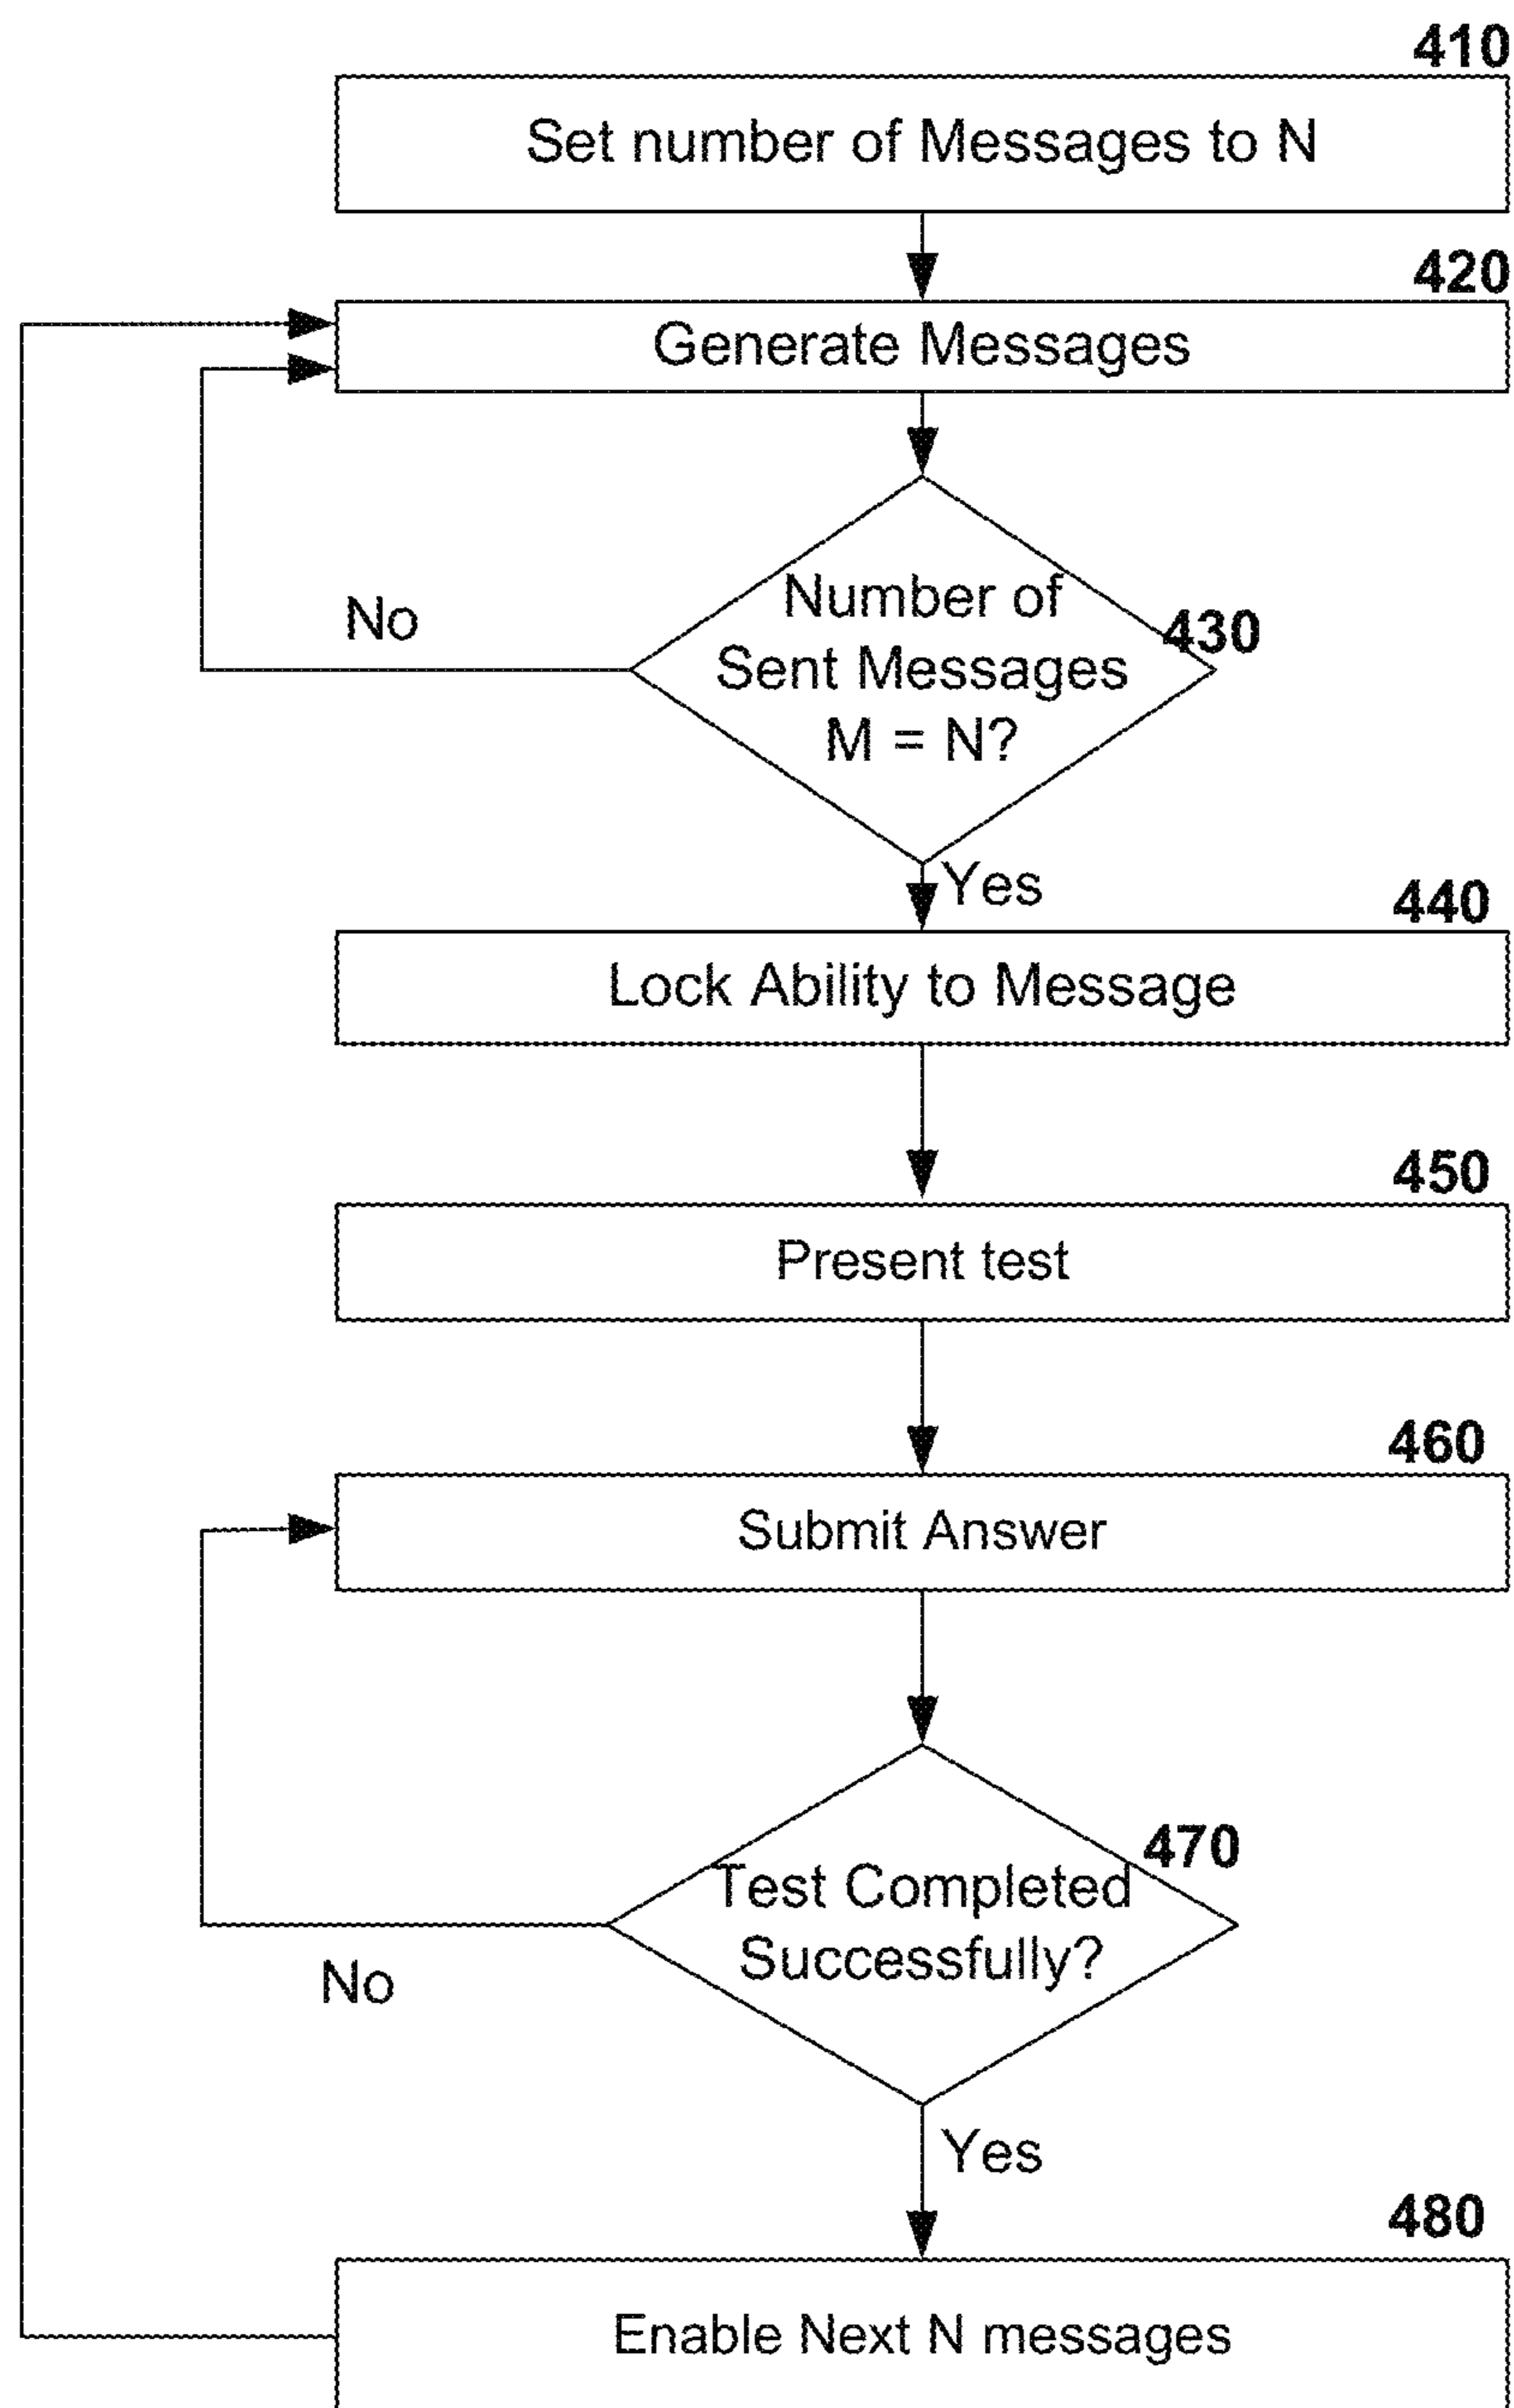 410
Set number of Messages to N
420
Generate Messages
Number of
430
No
Sent Messages
M = N?
Yes
440
Lock Ability to Message
450
Present test
460
Submit Answer
470
Test Completed
Successfully?
No
Yes
480
Enable Next N messages